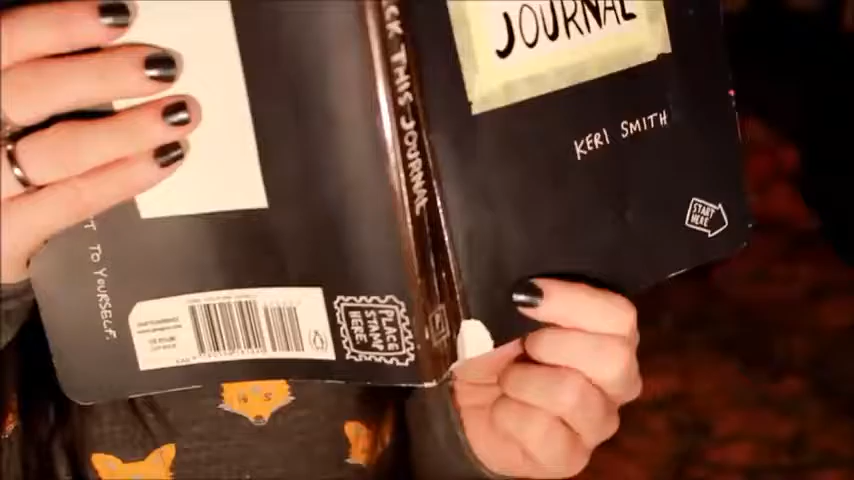 JOURNAL
KERI SMITH
START
HERE
CK THIS JOURNAL
T TO YOURSELF.
PLACE
STAMP
HERE.